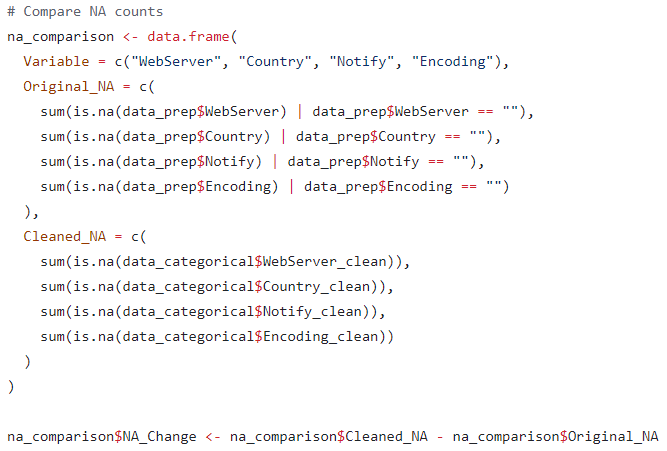 # Compare NA counts
na_comparison <- data.frame(
  Variable = c("WebServer", "Country", "Notify", "Encoding"),
  Original_NA = c(
    sum(is.na(data_prep$WebServer) | data_prep$WebServer == ""),
    sum(is.na(data_prep$Country) | data_prep$Country == ""),
    sum(is.na(data_prep$Notify) | data_prep$Notify == ""),
    sum(is.na(data_prep$Encoding) | data_prep$Encoding == "")
  ),
  Cleaned_NA = c(
    sum(is.na(data_categorical$WebServer_clean)),
    sum(is.na(data_categorical$Country_clean)),
    sum(is.na(data_categorical$Notify_clean)),
    sum(is.na(data_categorical$Encoding_clean))
  )
)

na_comparison$NA_Change <- na_comparison$Cleaned_NA - na_comparison$Original_NA